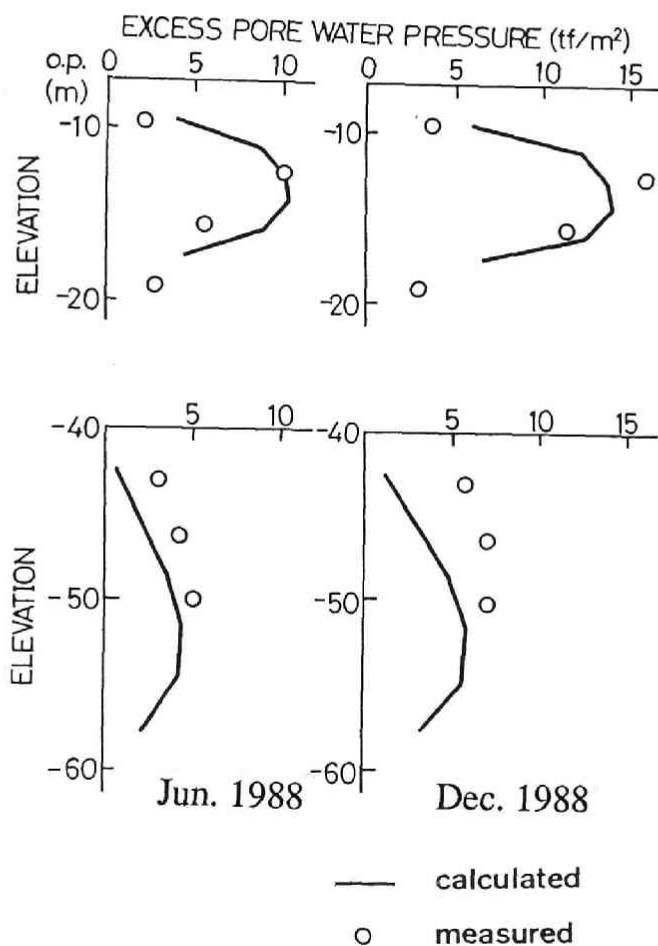 EXCESS PORE WATER PRESSURE (tf/m²)
o.p. 0 5 10 0 5 10 15
(m)
-10 -10
ELEVATION
-20 -20
5 10 5 10 15
-40 -40
ELEVATION
-50 -50
-60 -60
Jun. 1988 Dec. 1988
calculated
measured